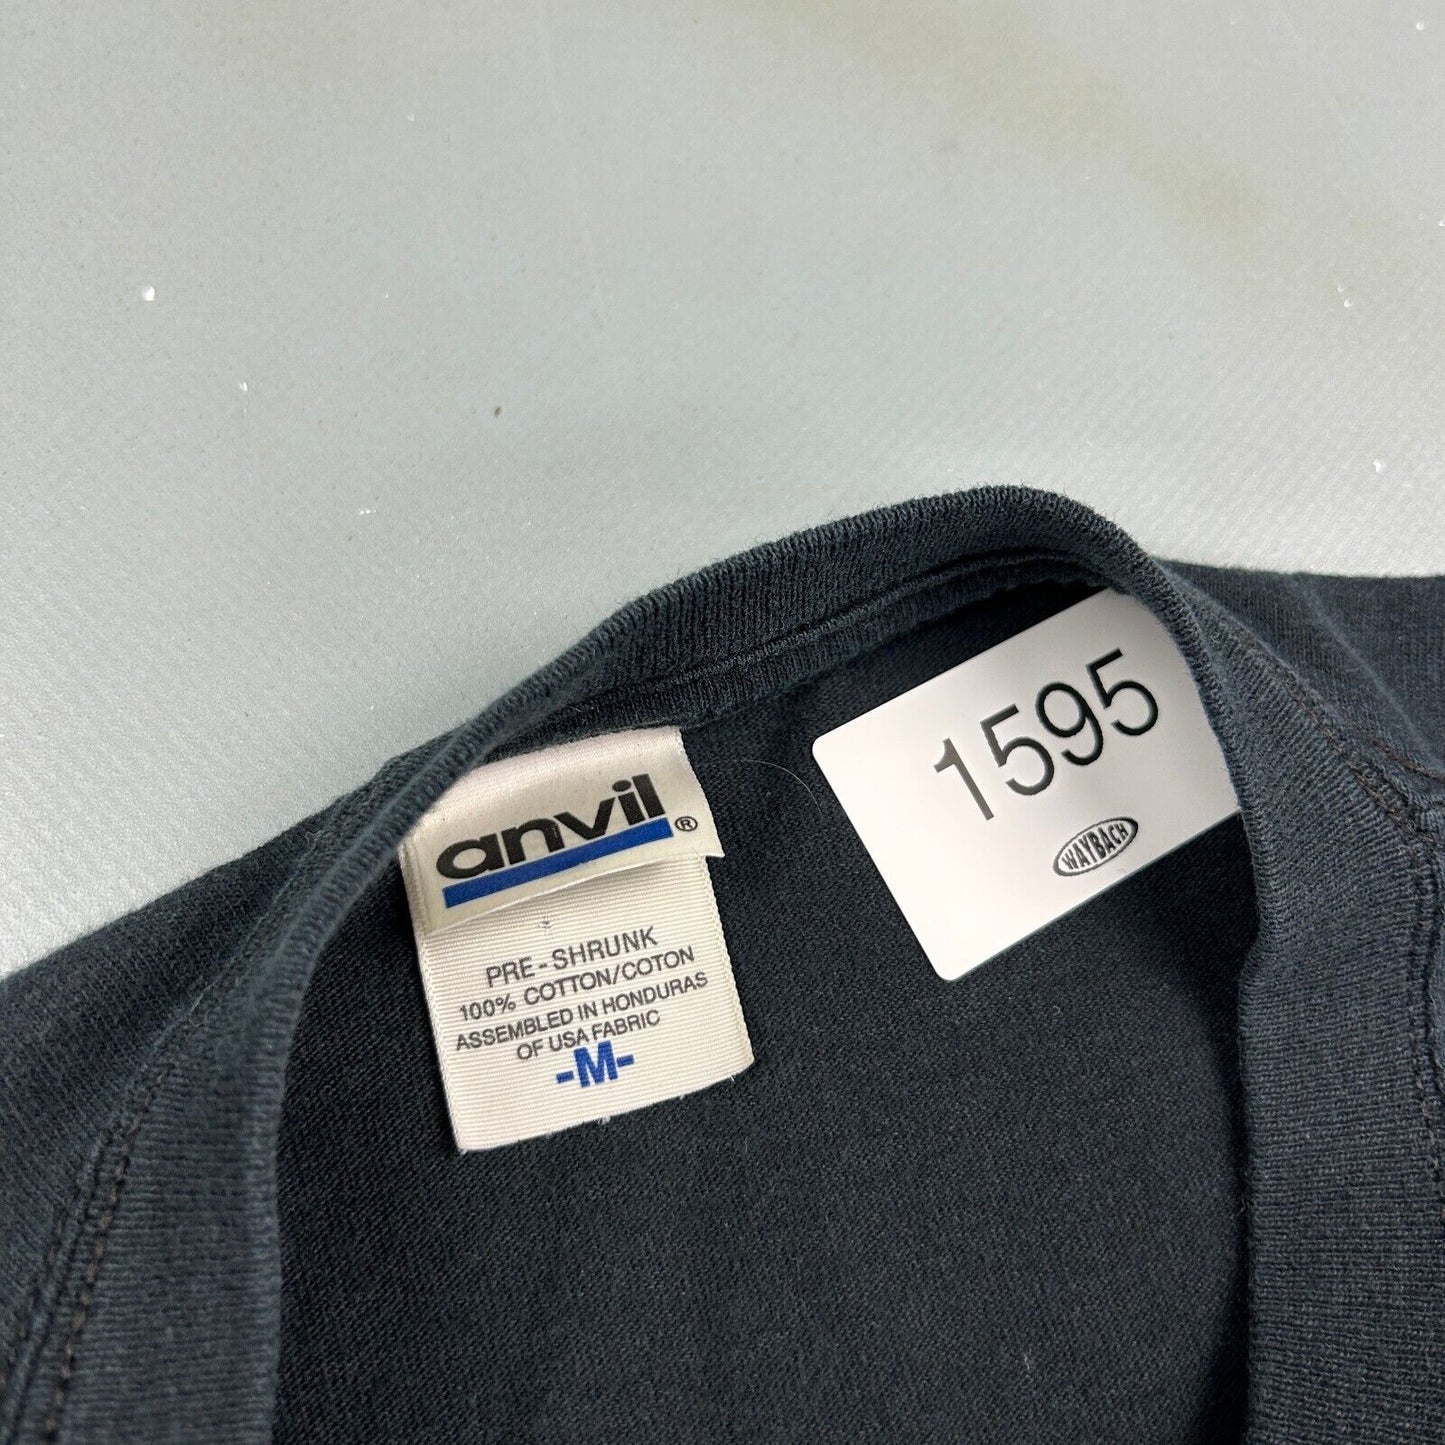 anvil®
PRE-SHRUNK
100% COTTON/COTON
ASSEMBLED IN HONDURAS
OF USA FABRIC
-M-
1595
WAYBACH